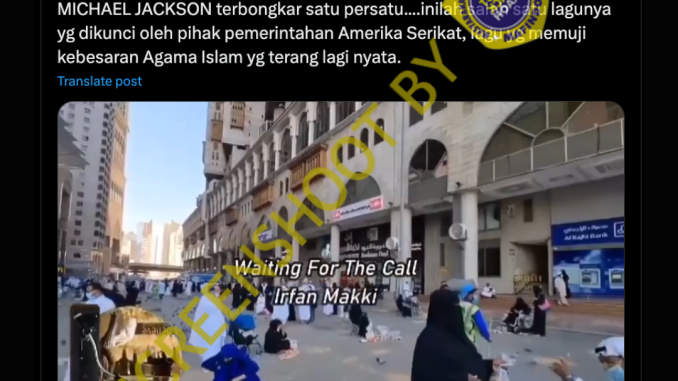 MICHAEL JACKSON terbongkar satu persatu....inilah salah satu lagunya
yg dikunci oleh pihak pemerintahan Amerika Serikat, lagu yg memuji
kebesaran Agama Islam yg terang lagi nyata.
Translate post
Al Rajhi Bank
Waiting For The Call
Irfan Makki
SCREENSHOOT BY